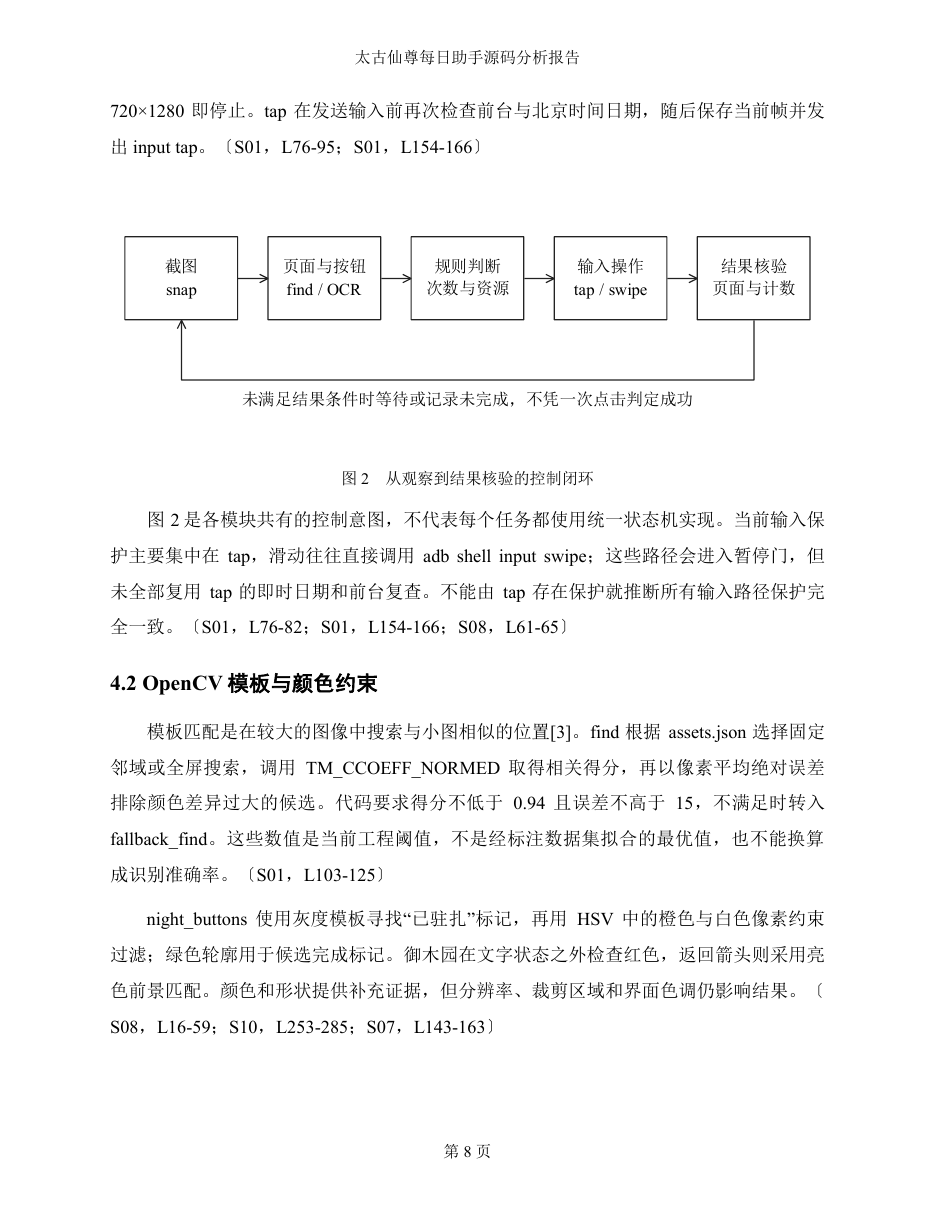 太古仙尊每日助手源码分析报告
720×1280 即停止。tap 在发送输入前再次检查前台与北京时间日期，随后保存当前帧并发
出 input tap。〔S01，L76-95；S01，L154-166〕
截图
snap
页面与按钮
find / OCR
规则判断
次数与资源
输入操作
tap / swipe
结果核验
页面与计数
未满足结果条件时等待或记录未完成，不凭一次点击判定成功
图 2 从观察到结果核验的控制闭环
图 2 是各模块共有的控制意图，不代表每个任务都使用统一状态机实现。当前输入保
护主要集中在 tap，滑动往往直接调用 adb shell input swipe；这些路径会进入暂停门，但
未全部复用 tap 的即时日期和前台复查。不能由 tap 存在保护就推断所有输入路径保护完
全一致。〔S01，L76-82；S01，L154-166；S08，L61-65〕
4.2 OpenCV 模板与颜色约束
模板匹配是在较大的图像中搜索与小图相似的位置[3]。find 根据 assets.json 选择固定
邻域或全屏搜索，调用 TM_CCOEFF_NORMED 取得相关得分，再以像素平均绝对误差
排除颜色差异过大的候选。代码要求得分不低于 0.94 且误差不高于 15，不满足时转入
fallback_find。这些数值是当前工程阈值，不是经标注数据集拟合的最优值，也不能换算
成识别准确率。〔S01，L103-125〕
night_buttons 使用灰度模板寻找“已驻扎”标记，再用 HSV 中的橙色与白色像素约束
过滤；绿色轮廓用于候选完成标记。御木园在文字状态之外检查红色，返回箭头则采用亮
色前景匹配。颜色和形状提供补充证据，但分辨率、裁剪区域和界面色调仍影响结果。〔
S08，L16-59；S10，L253-285；S07，L143-163〕
第 8 页